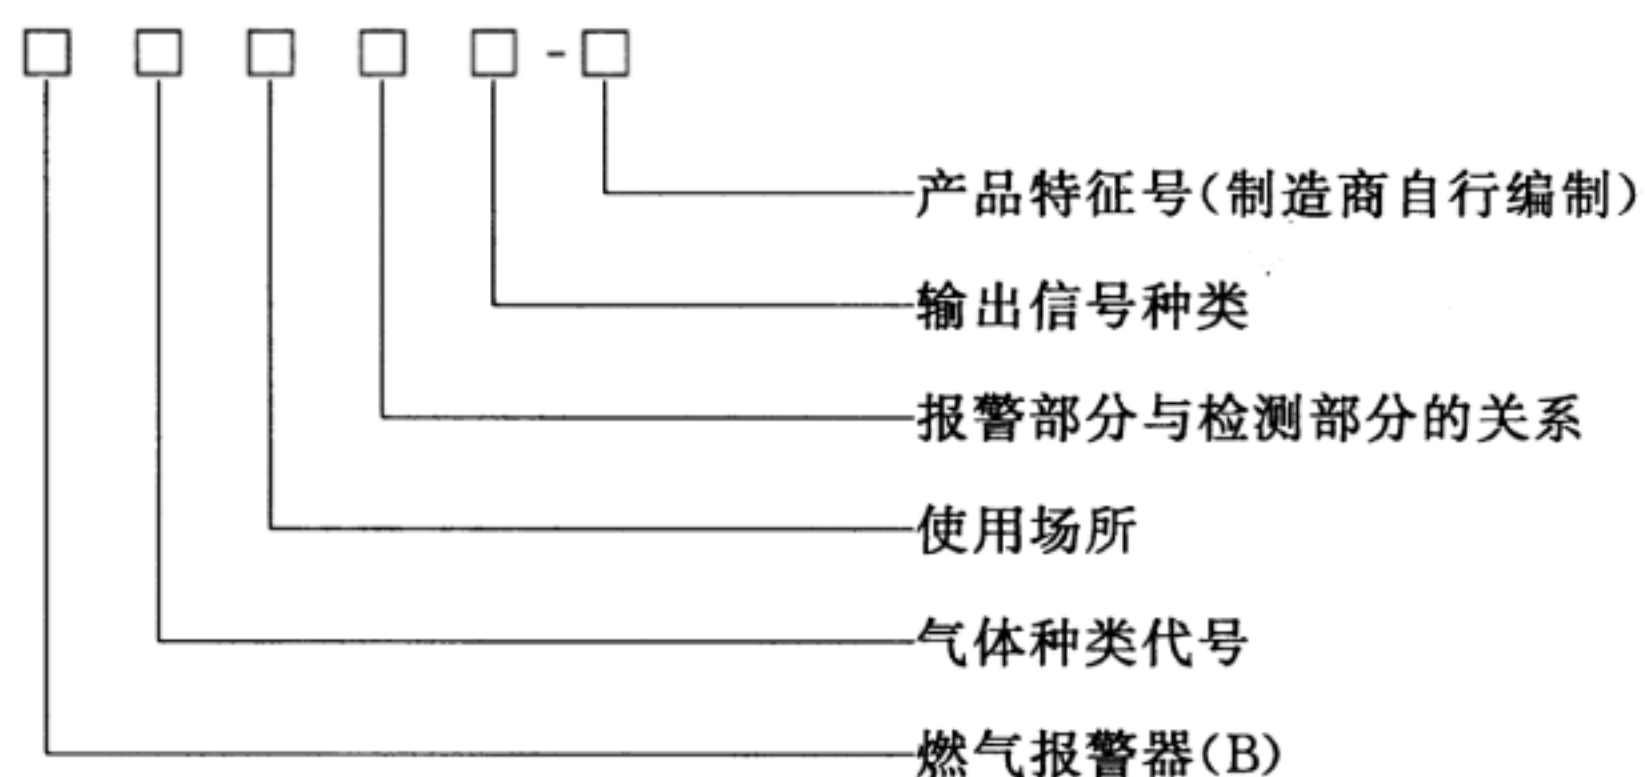 □ □ □ □ □-□
产品特征号(制造商自行编制)
输出信号种类
报警部分与检测部分的关系
使用场所
气体种类代号
燃气报警器(B)